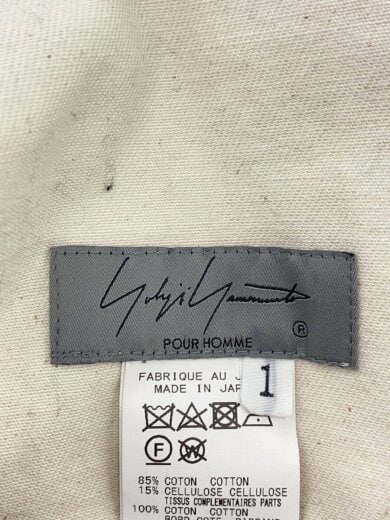 Yohji Yamamoto
®
POUR HOMME
FABRIQUE AU J
MADE IN JAP
1
F W
85% COTON COTTON
15% CELLULOSE CELLULOSE
TISSUS COMPLEMENTAIRES PARTS
100% COTON COTTON